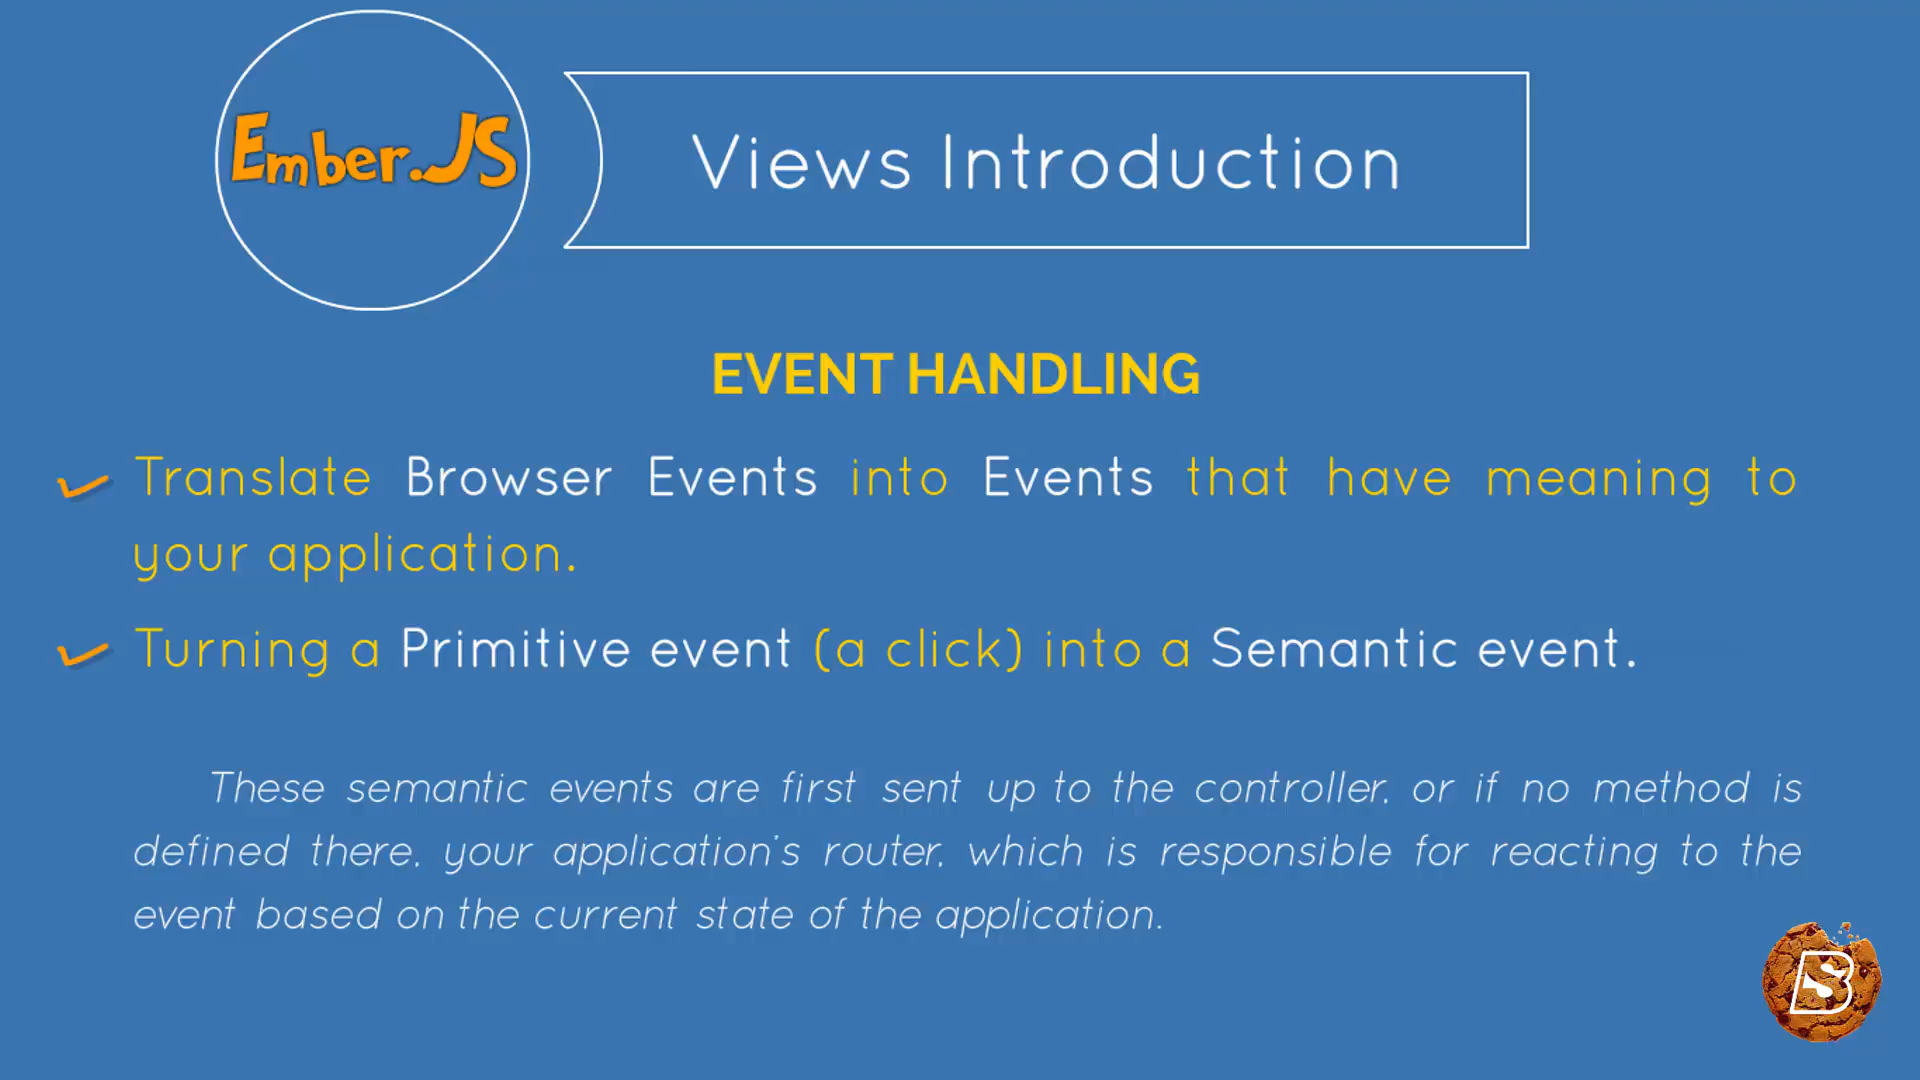 Ember.JS
Views Introduction
EVENT HANDLING
Translate Browser Events into Events that have meaning to
your application.
Turning a Primitive event (a click) into a Semantic event.
These semantic events are first sent up to the controller, or if no method is
defined there, your application's router, which is responsible for reacting to the
event based on the current state of the application.
B